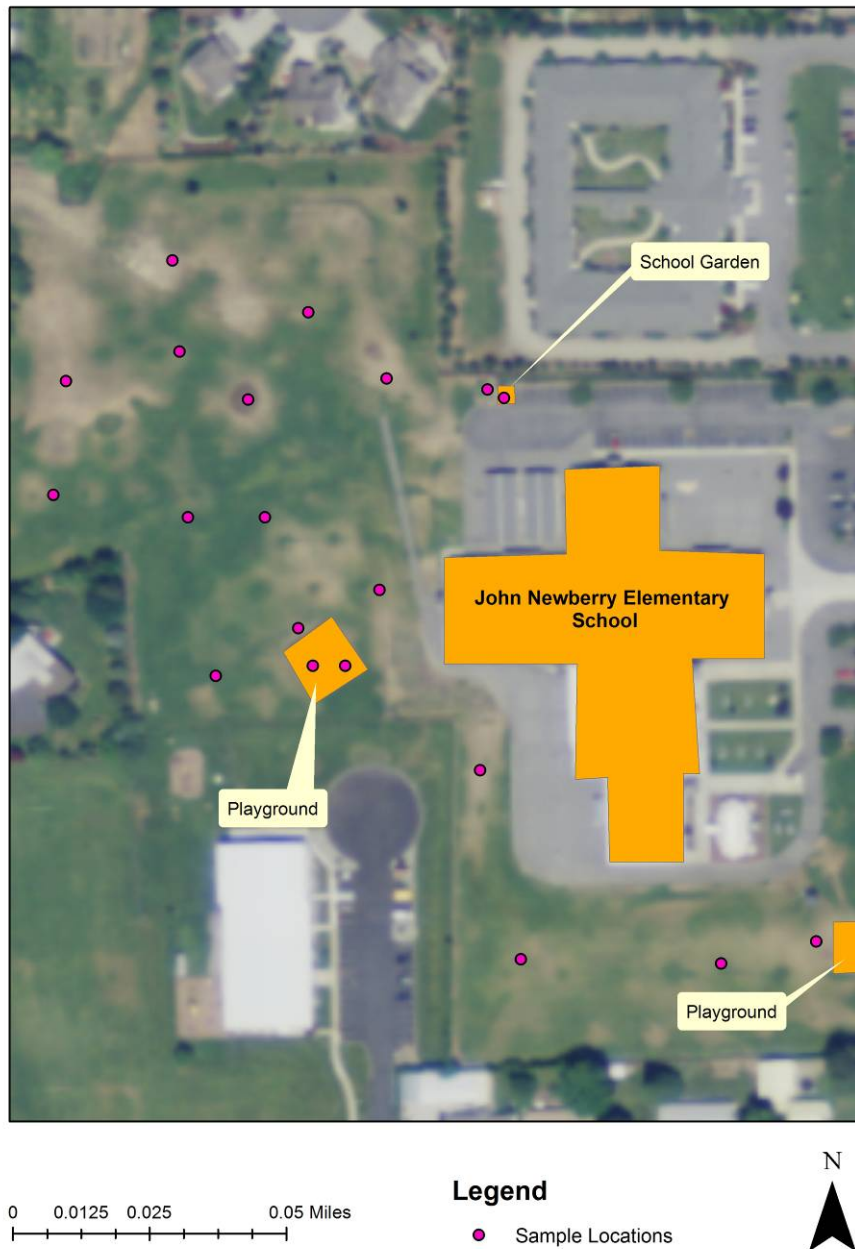 School Garden
John Newberry Elementary
School
Playground
Playground
N
0 0.0125 0.025 0.05 Miles
Legend
Sample Locations